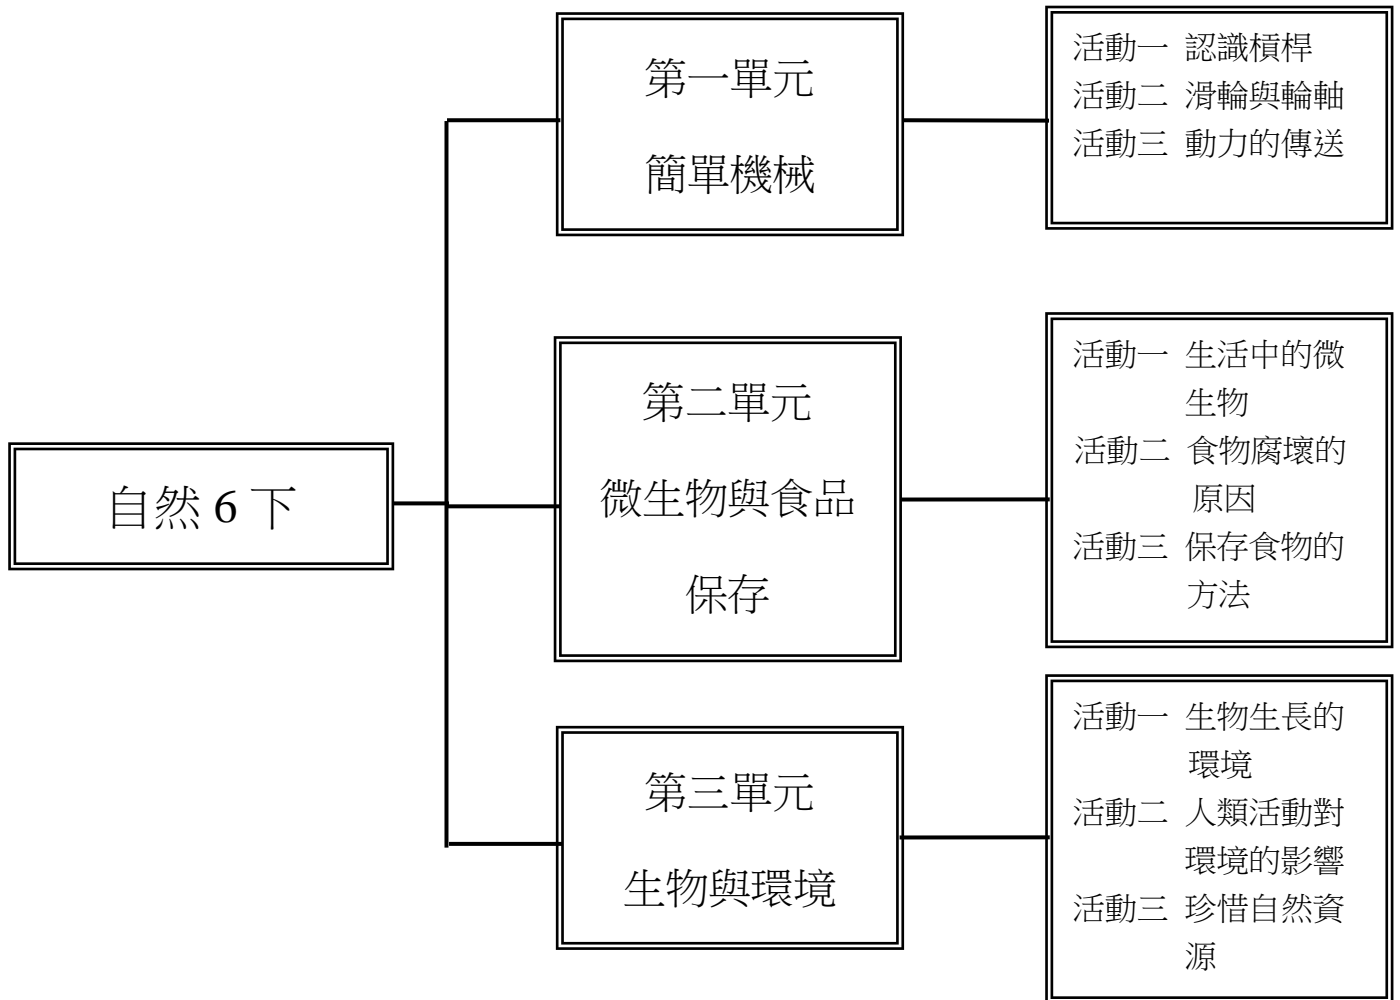 自然 6 下
第一單元
簡單機械
活動一 認識槓桿
活動二 滑輪與輪軸
活動三 動力的傳送
第二單元
微生物與食品
保存
活動一 生活中的微
生物
活動二 食物腐壞的
原因
活動三 保存食物的
方法
第三單元
生物與環境
活動一 生物生長的
環境
活動二 人類活動對
環境的影響
活動三 珍惜自然資
源